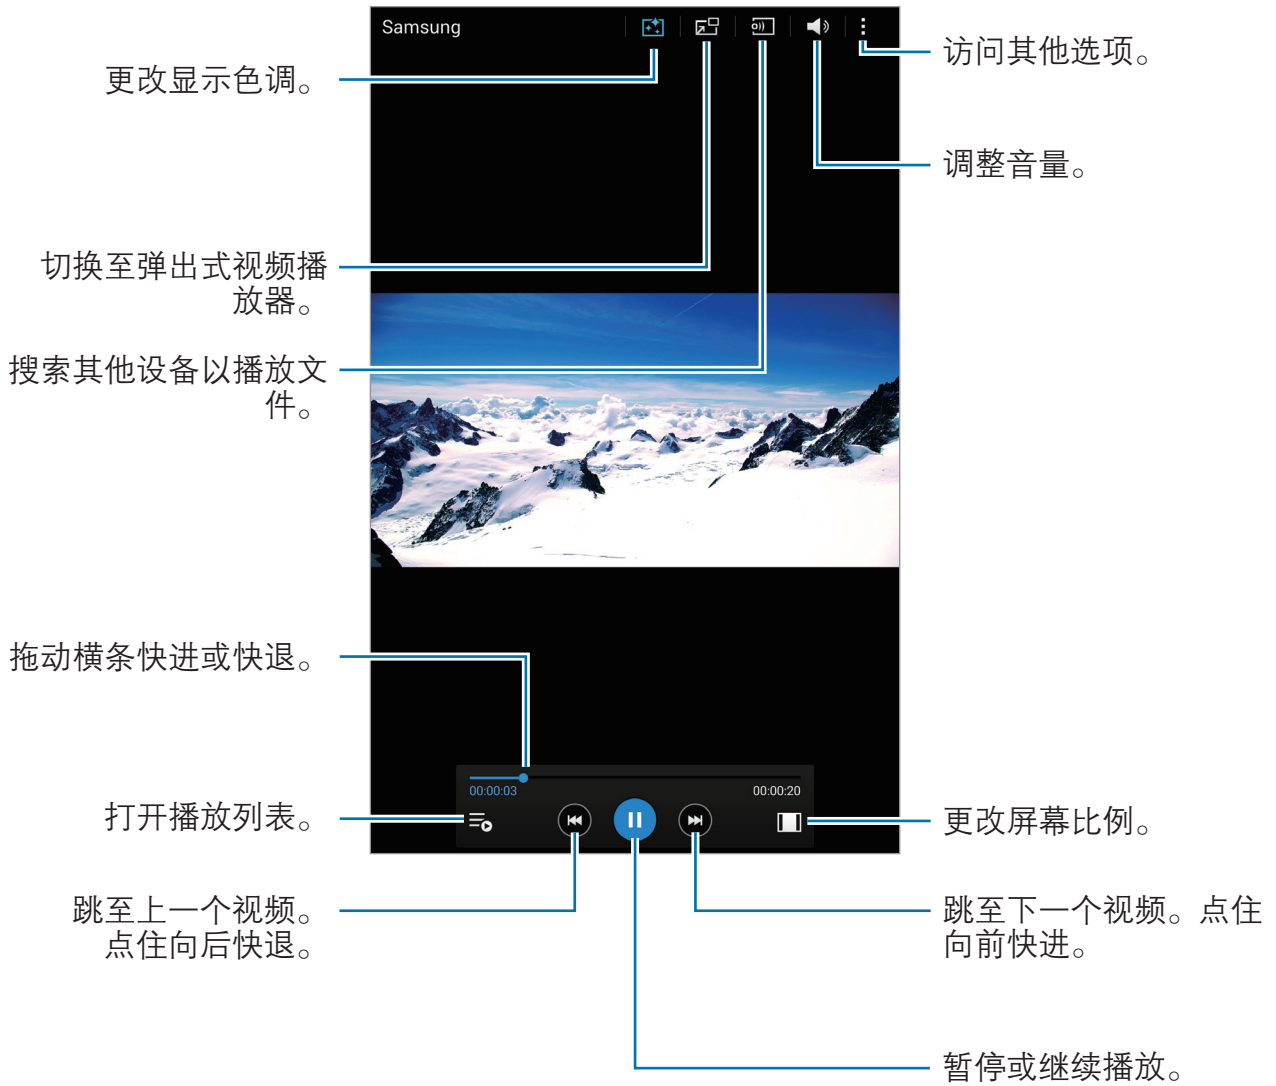 Samsung
更改显示色调。
访问其他选项。
调整音量。
切换至弹出式视频播
放器。
搜索其他设备以播放文
件。
拖动横条快进或快退。
00:00:03
00:00:20
打开播放列表。
更改屏幕比例。
跳至上一个视频。
点住向后快退。
跳至下一个视频。点住
向前快进。
暂停或继续播放。